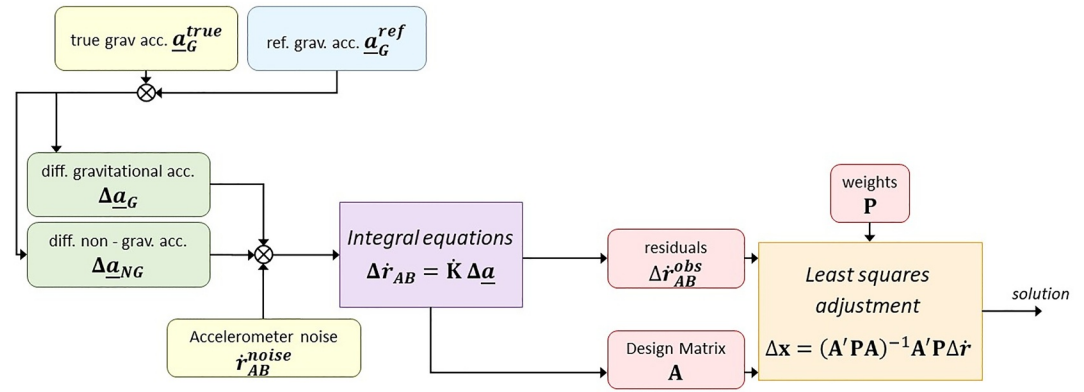 true grav acc. a_G^true
ref. grav. acc. a_G^ref
diff. gravitational acc.
Δa_G
diff. non - grav. acc.
Δa_NG
Accelerometer noise
ṙ_AB^noise
Integral equations
Δṙ_AB = K̇ Δa
residuals
Δṙ_AB^obs
Design Matrix
A
weights
P
Least squares
adjustment
Δx = (A′PA)⁻¹A′PΔṙ
solution